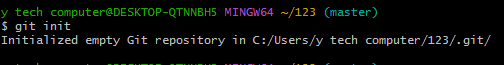 y tech computer@DESKTOP-QTNNBH5 MINGW64 ~/123 (master)
$ git init
Initialized empty Git repository in C:/Users/y tech computer/123/.git/